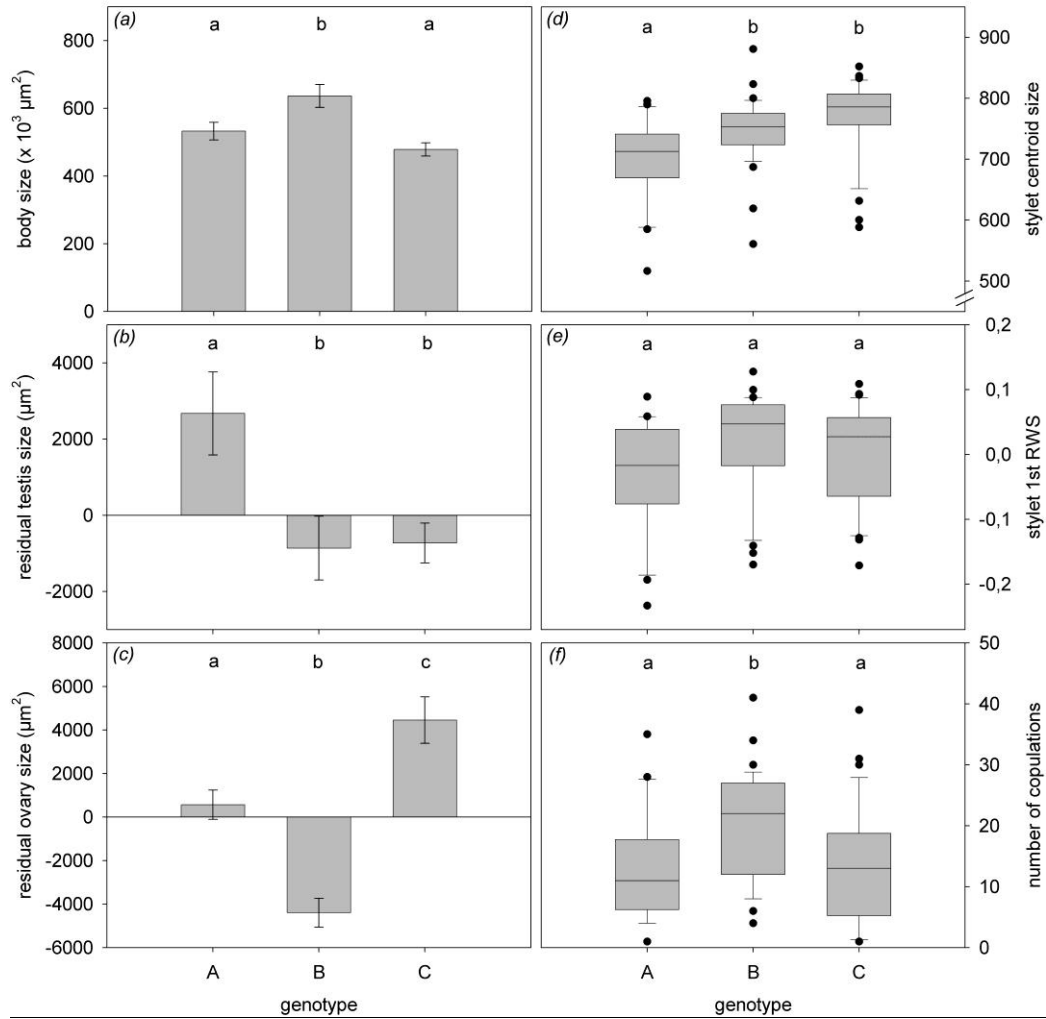 (a)
a b a
800
600
400
200
0
body size (x 10³ µm²)
(d)
a b b
900
800
700
600
500
stylet centroid size
(b)
a b b
4000
2000
0
-2000
residual testis size (µm²)
(e)
a a a
0,2
0,1
0,0
-0,1
-0,2
stylet 1st RWS
(c)
a b c
8000
6000
4000
2000
0
-2000
-4000
-6000
residual ovary size (µm²)
A B C
genotype
(f)
a b a
50
40
30
20
10
0
number of copulations
A B C
genotype